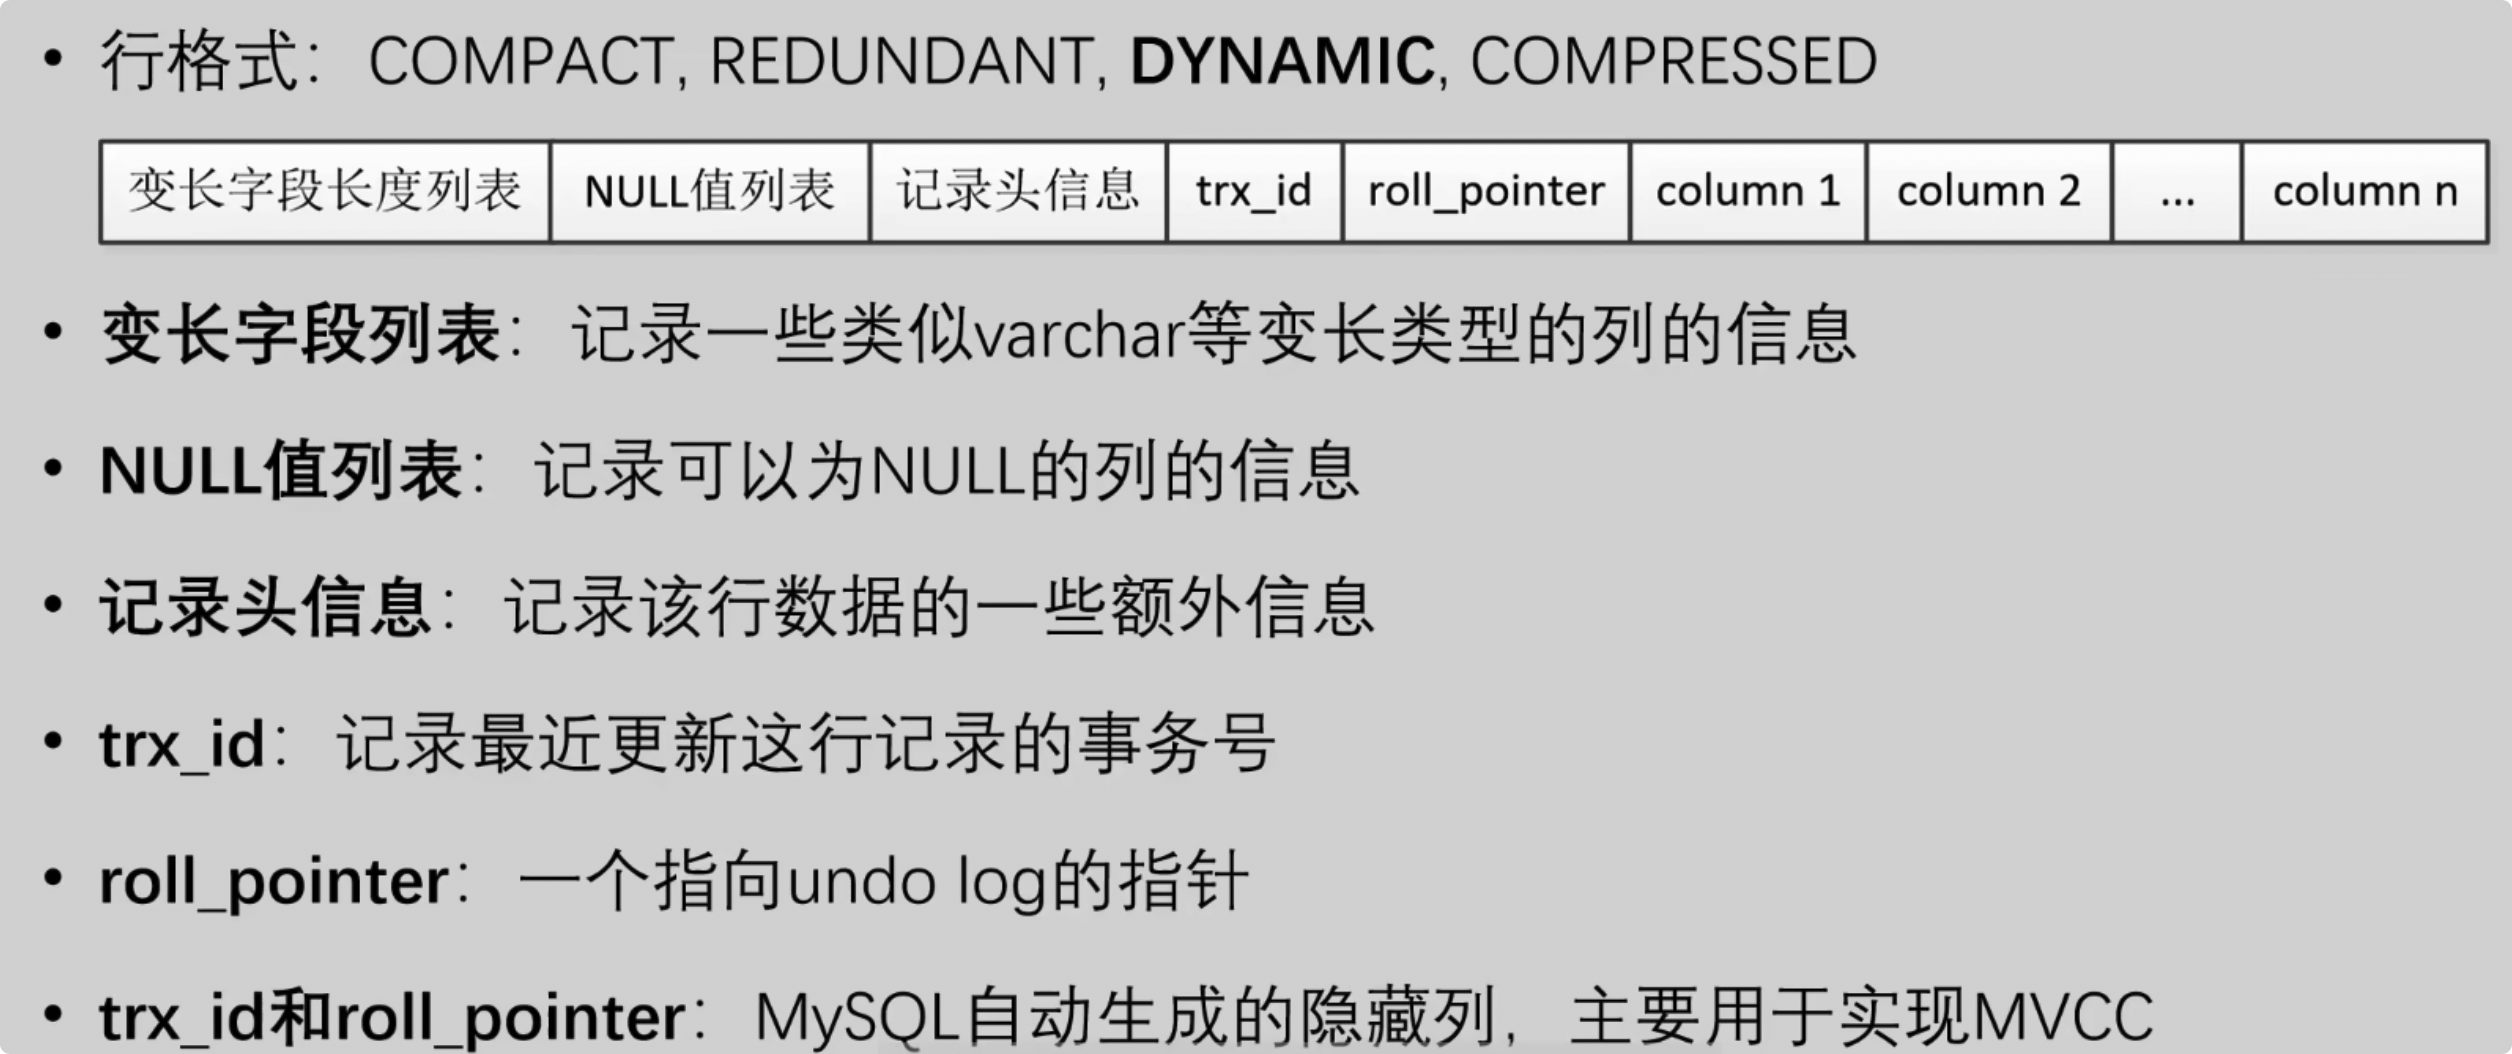 • 行格式： COMPACT, REDUNDANT, DYNAMIC, COMPRESSED
变长字段长度列表 NULL值列表 记录头信息 trx_id roll_pointer column 1 column 2 ... column n
• 变长字段列表： 记录一些类似varchar等变长类型的列的信息
• NULL值列表： 记录可以为NULL的列的信息
• 记录头信息： 记录该行数据的一些额外信息
• trx_id： 记录最近更新这行记录的事务号
• roll_pointer： 一个指向undo log的指针
• trx_id和roll_pointer： MySQL自动生成的隐藏列， 主要用于实现MVCC